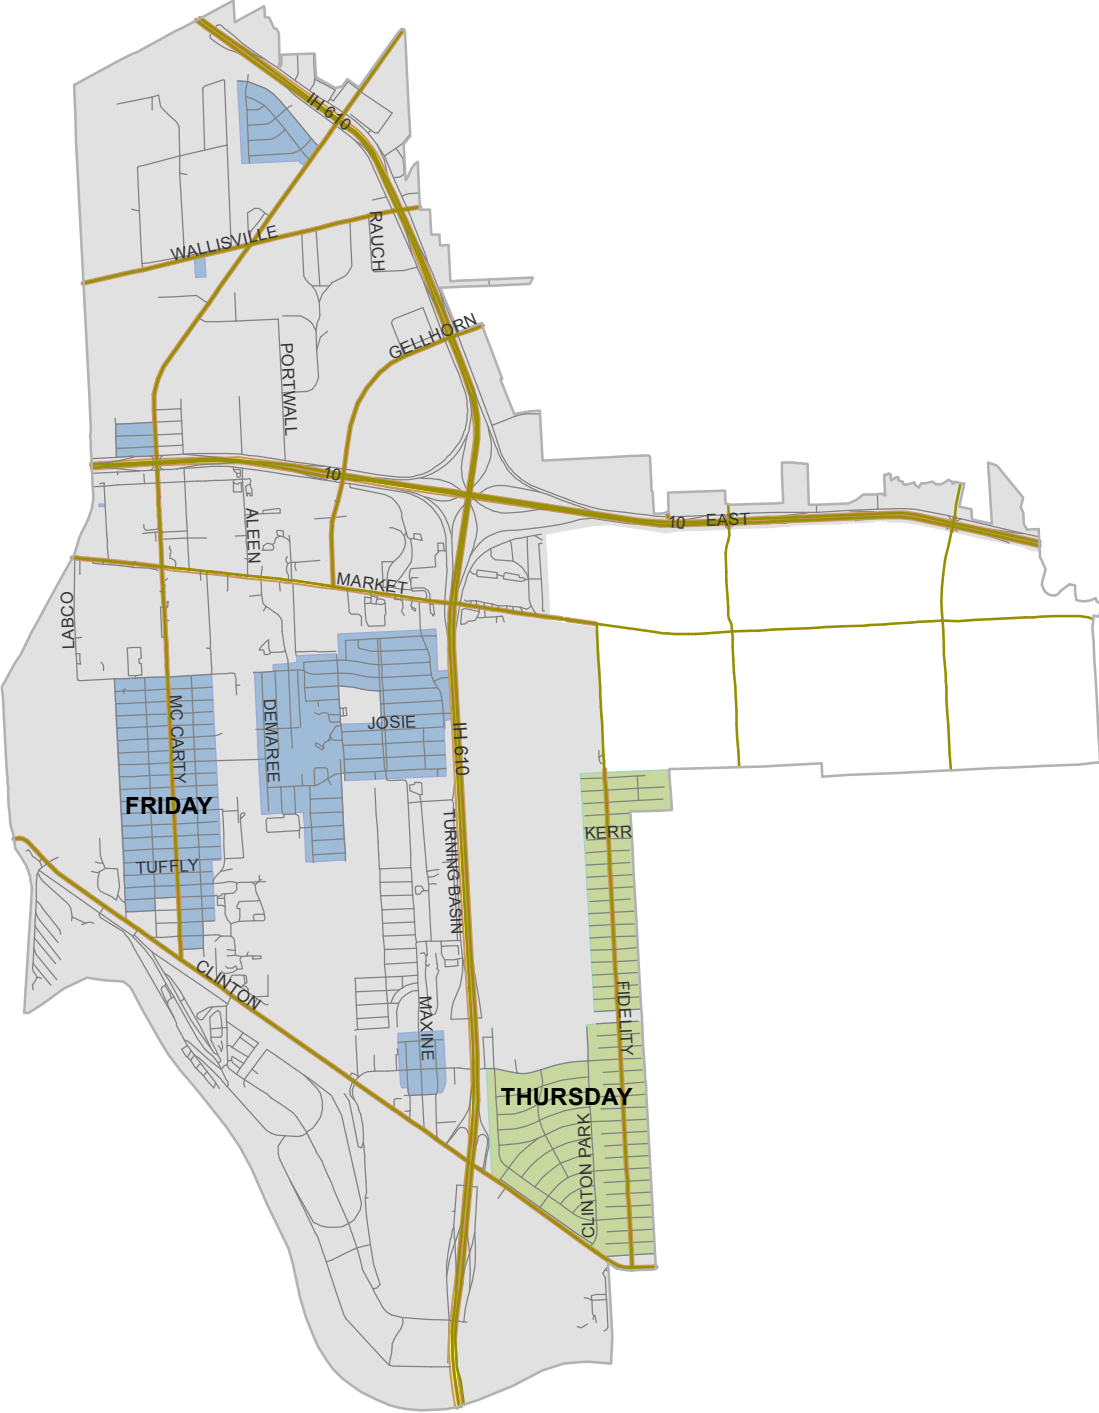 IH 610
RAUCH
WALLISVILLE
GELLHORN
PORTWALL
10
10
EAST
ALEEN
MARKET
LABCO
MC CARTY
DEMAREE
JOSIE
IH 610
FRIDAY
TURNING BASIN
KERR
TUFFLY
CLINTON
MAXINE
FIDELITY
THURSDAY
CLINTON PARK